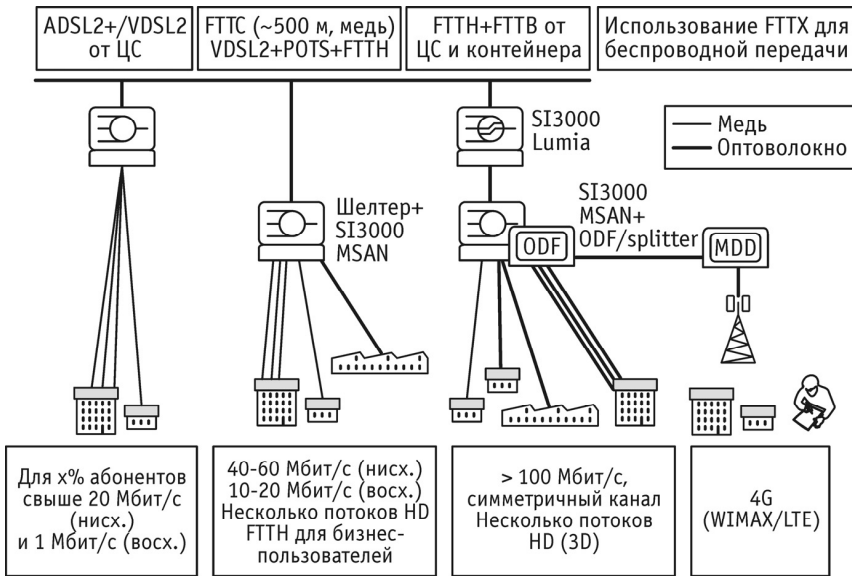 ADSL2+/VDSL2
от ЦС
FTTC (~500 м, медь)
VDSL2+POTS+FTTH
FTTH+FTTB от
ЦС и контейнера
Использование FTTX для
беспроводной передачи
SI3000
Lumia
Медь
Оптоволокно
Шелтер+
SI3000
MSAN
SI3000
MSAN+
ODF/splitter
ODF
MDD
Для x% абонентов
свыше 20 Мбит/с
(нисх.)
и 1 Мбит/с (восх.)
40-60 Мбит/с (нисх.)
10-20 Мбит/с (восх.)
Несколько потоков HD
FTTH для бизнес-
пользователей
> 100 Мбит/с,
симметричный канал
Несколько потоков
HD (3D)
4G
(WIMAX/LTE)